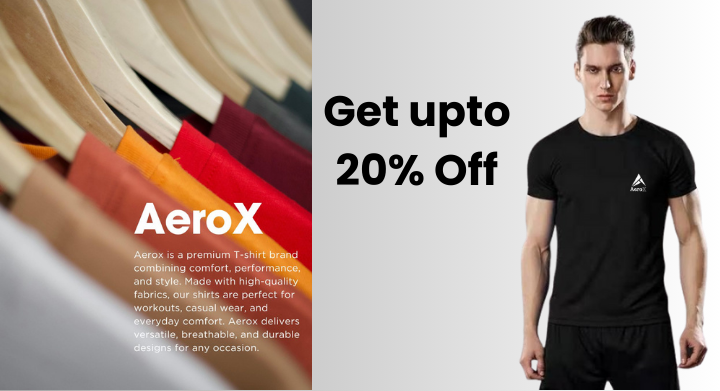 AeroX
Aerox is a premium T-shirt brand
combining comfort, performance,
and style. Made with high-quality
fabrics, our shirts are perfect for
workouts, casual wear, and
everyday comfort. Aerox delivers
versatile, breathable, and durable
designs for any occasion.
Get upto
20% Off
AeroX